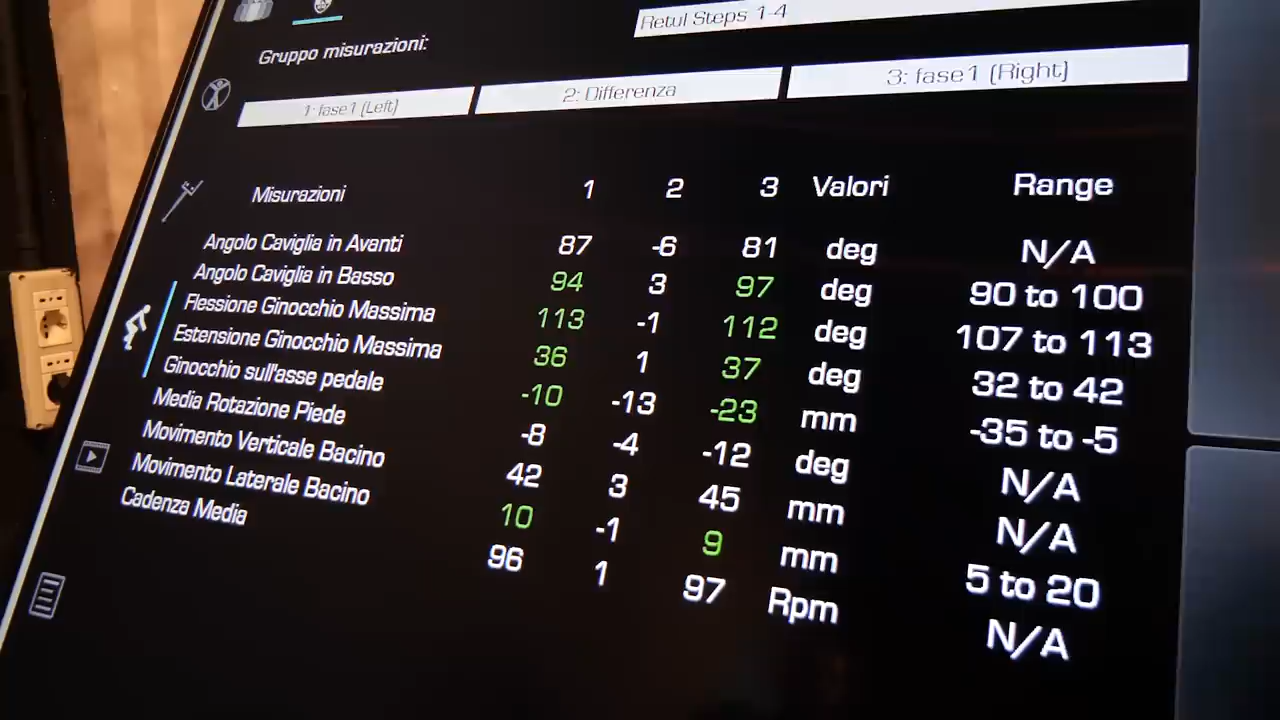 Retul Steps 1-4
Gruppo misurazioni:
1: fase1 (Left) 2: Differenza 3: fase1 (Right)
Misurazioni 1 2 3 Valori Range
Angolo Caviglia in Avanti 87 -6 81 deg N/A
Angolo Caviglia in Basso 94 3 97 deg 90 to 100
Flessione Ginocchio Massima 113 -1 112 deg 107 to 113
Estensione Ginocchio Massima 36 1 37 deg 32 to 42
Ginocchio sull'asse pedale -10 -13 -23 mm -35 to -5
Media Rotazione Piede -8 -4 -12 deg N/A
Movimento Verticale Bacino 42 3 45 mm N/A
Movimento Laterale Bacino 10 -1 9 mm 5 to 20
Cadenza Media 96 1 97 Rpm N/A